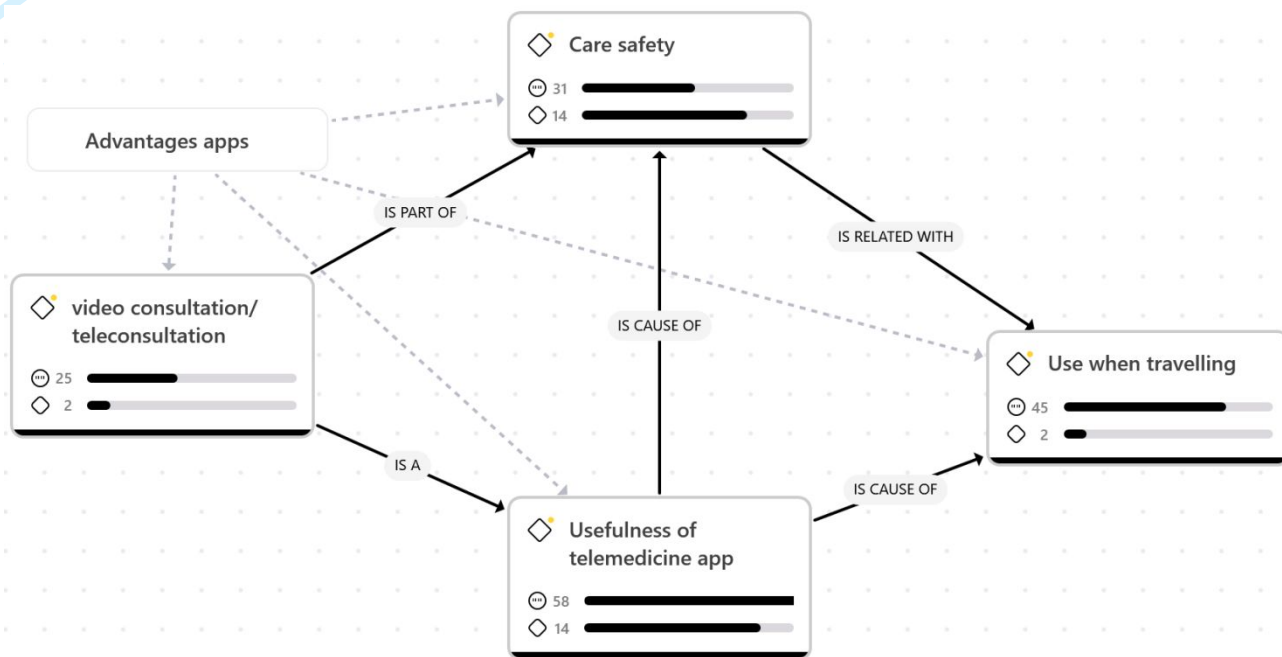 Care safety
31
14
Advantages apps
IS PART OF
IS RELATED WITH
video consultation/
teleconsultation
25
2
IS CAUSE OF
Use when travelling
45
2
IS A
IS CAUSE OF
Usefulness of
telemedicine app
58
14